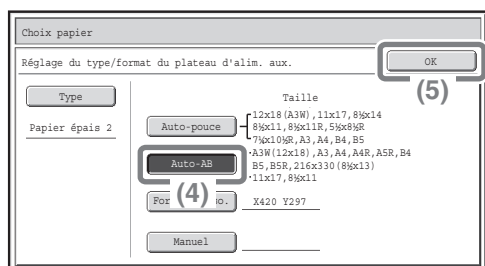 Choix papier
Réglage du type/format du plateau d'alim. aux.
OK
(5)
Type
Papier épais 2
Taille
Auto-pouce
12x18(A3W),11x17,8½x14
8½x11,8½x11R,5½x8½R
7¼x10½R,A3,A4,B4,B5
Auto-AB
(4)
·A3W(12x18),A3,A4,A4R,A5R,B4
B5,B5R,216x330(8½x13)
·11x17,8½x11
X420 Y297
Manuel